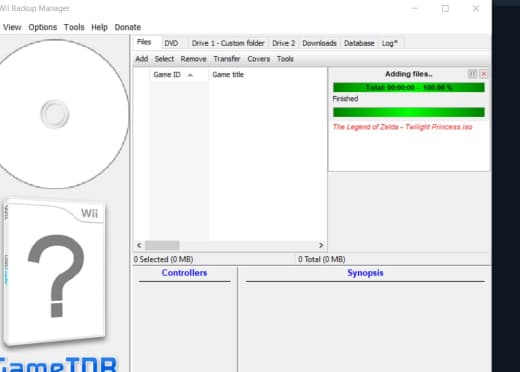 Wii Backup Manager
View Options Tools Help Donate
Files DVD Drive 1 - Custom folder Drive 2 Downloads Database Log*
Add Select Remove Transfer Covers Tools
Game ID Game title
Adding files..
Total: 00:00:00 - 100.00 %
Finished
The Legend of Zelda - Twilight Princess.iso
Wii
?
0 Selected (0 MB) 0 Total (0 MB)
Controllers Synopsis
GameTDB